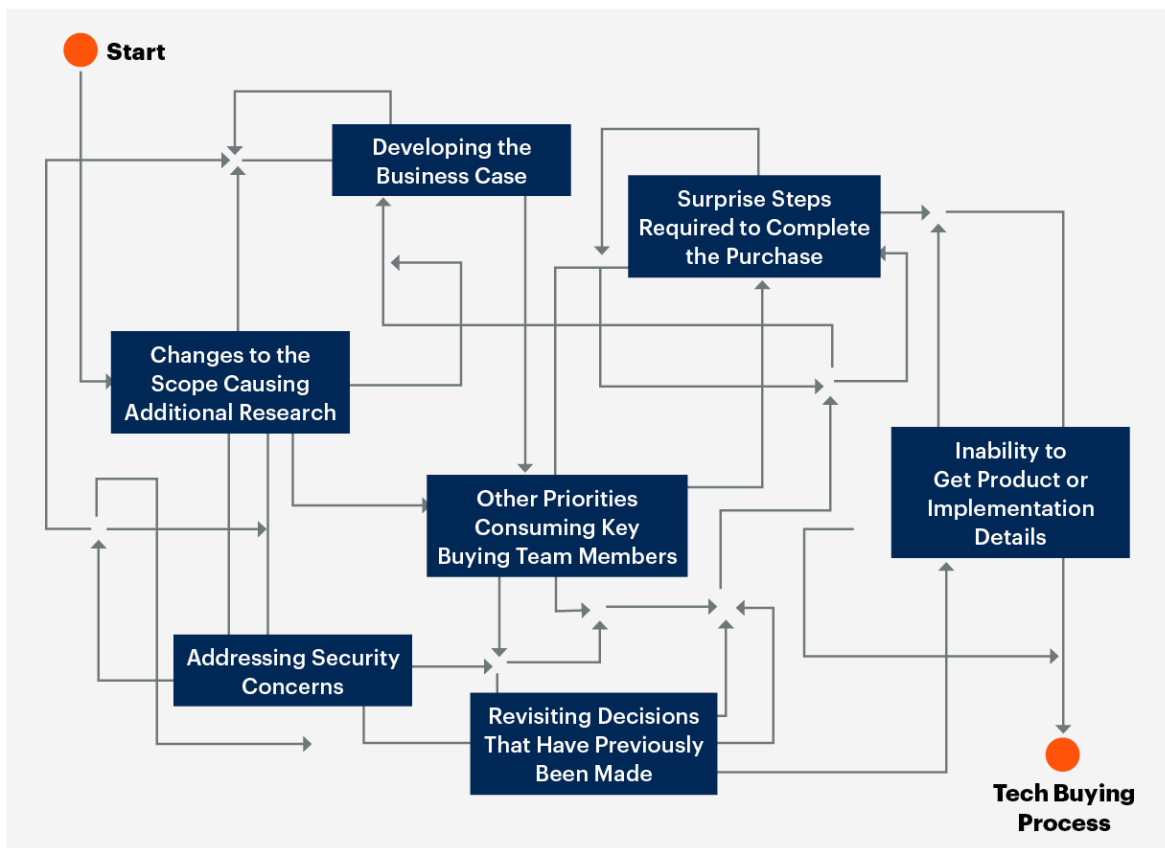 Start
Developing the
Business Case
Surprise Steps
Required to Complete
the Purchase
Changes to the
Scope Causing
Additional Research
Inability to
Get Product or
Implementation
Details
Other Priorities
Consuming Key
Buying Team Members
Addressing Security
Concerns
Revisiting Decisions
That Have Previously
Been Made
Tech Buying
Process